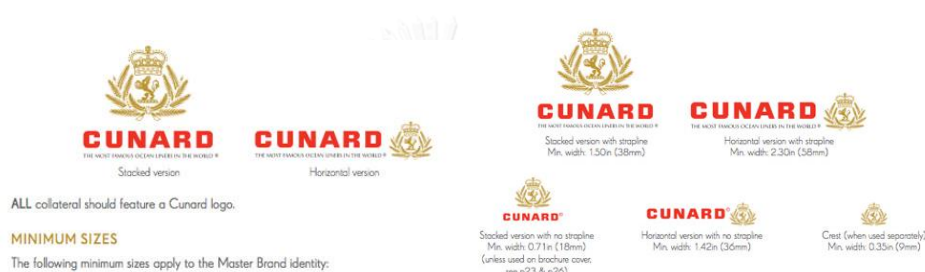 CUNARD
THE MOST FAMOUS OCEAN LINERS IN THE WORLD ®
Stacked version
CUNARD
THE MOST FAMOUS OCEAN LINERS IN THE WORLD ®
Horizontal version
ALL collateral should feature a Cunard logo.
MINIMUM SIZES
The following minimum sizes apply to the Master Brand identity:
CUNARD
THE MOST FAMOUS OCEAN LINERS IN THE WORLD ®
Stacked version with strapline
Min. width: 1.50in (38mm)
CUNARD
THE MOST FAMOUS OCEAN LINERS IN THE WORLD ®
Horizontal version with strapline
Min. width: 2.30in (58mm)
CUNARD®
Stacked version with no strapline
Min. width: 0.71in (18mm)
(unless used on brochure cover,
see p23 & p26)
CUNARD®
Horizontal version with no strapline
Min. width: 1.42in (36mm)
Crest (when used separately)
Min. width: 0.35in (9mm)